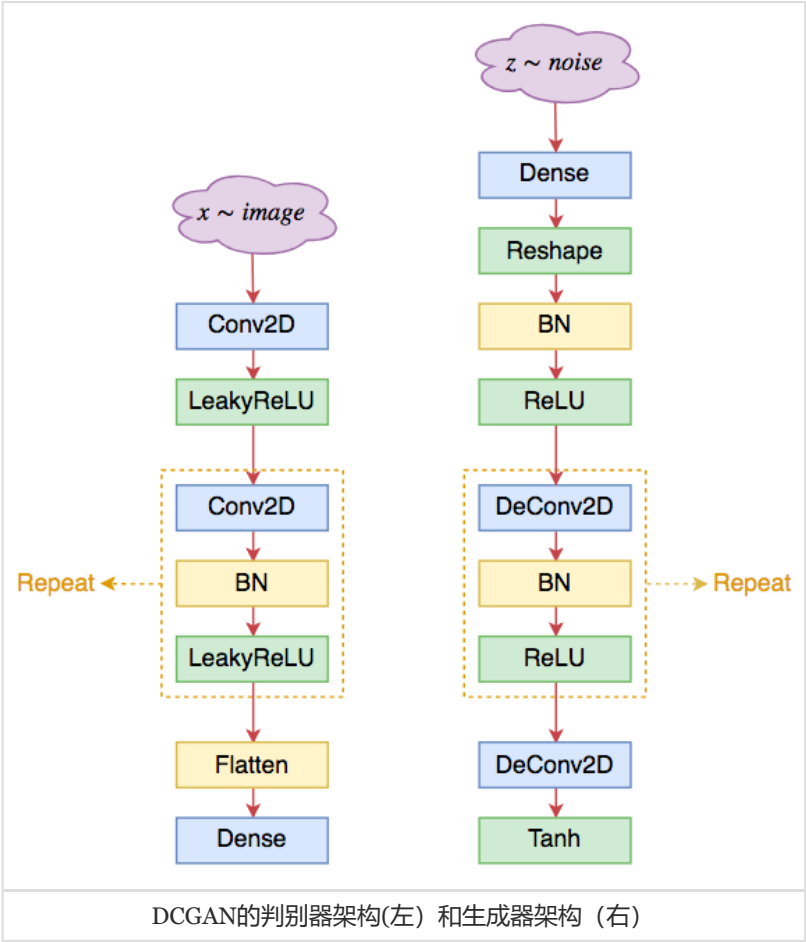 x ~ image
Conv2D
LeakyReLU
Conv2D
BN
LeakyReLU
Repeat
Flatten
Dense
z ~ noise
Dense
Reshape
BN
ReLU
DeConv2D
BN
ReLU
Repeat
DeConv2D
Tanh
DCGAN的判别器架构(左）和生成器架构（右）